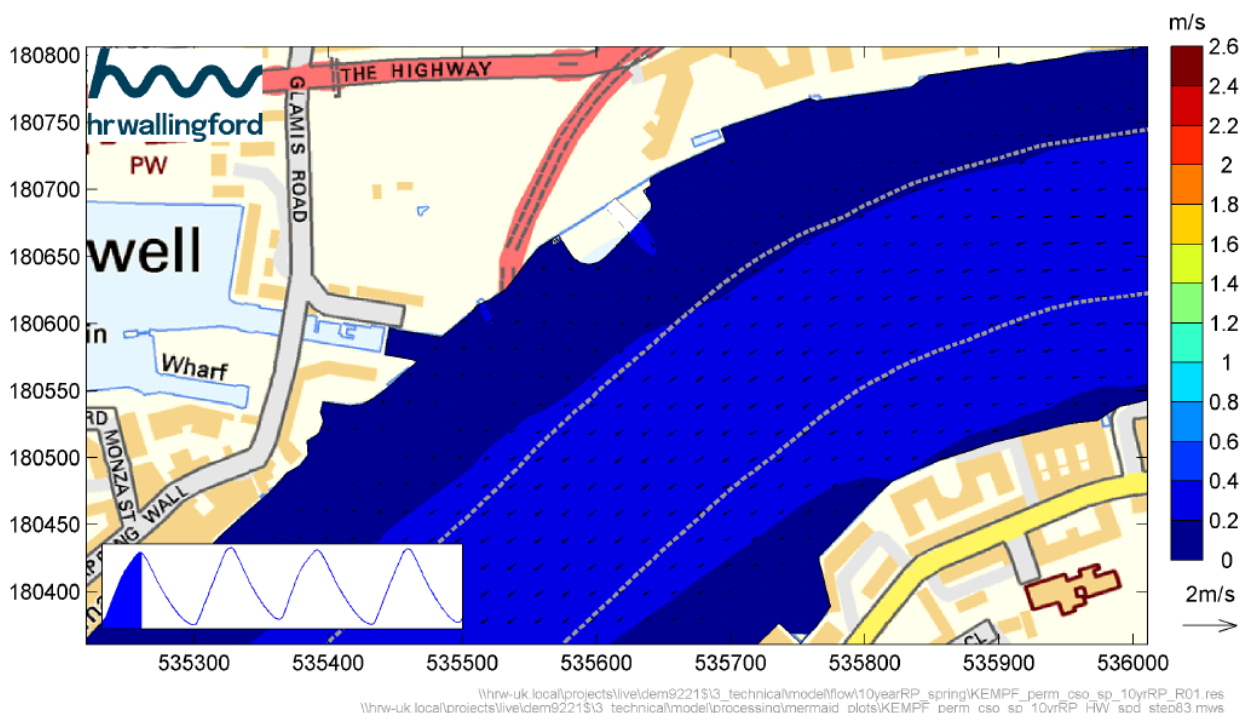 m/s
180800
180750
180700
180650
180600
180550
180500
180450
180400
hr wallingford
THE HIGHWAY
GLAMIS ROAD
PW
well
Wharf
RD
MONZA ST
WALL
CL
2.6
2.4
2.2
2
1.8
1.6
1.4
1.2
1
0.8
0.6
0.4
0.2
0
2m/s
535300 535400 535500 535600 535700 535800 535900 536000
\\hrw-uk.local\projects\live\dem9221$\3_technical\model\flow\10yearRP_spring\KEMPF_perm_cso_sp_10yrRP_R01.res
\\hrw-uk.local\projects\live\dem9221$\3_technical\model\processing\mermaid_plots\KEMPF_perm_cso_sp_10yrRP_HW_spd_step83.mws